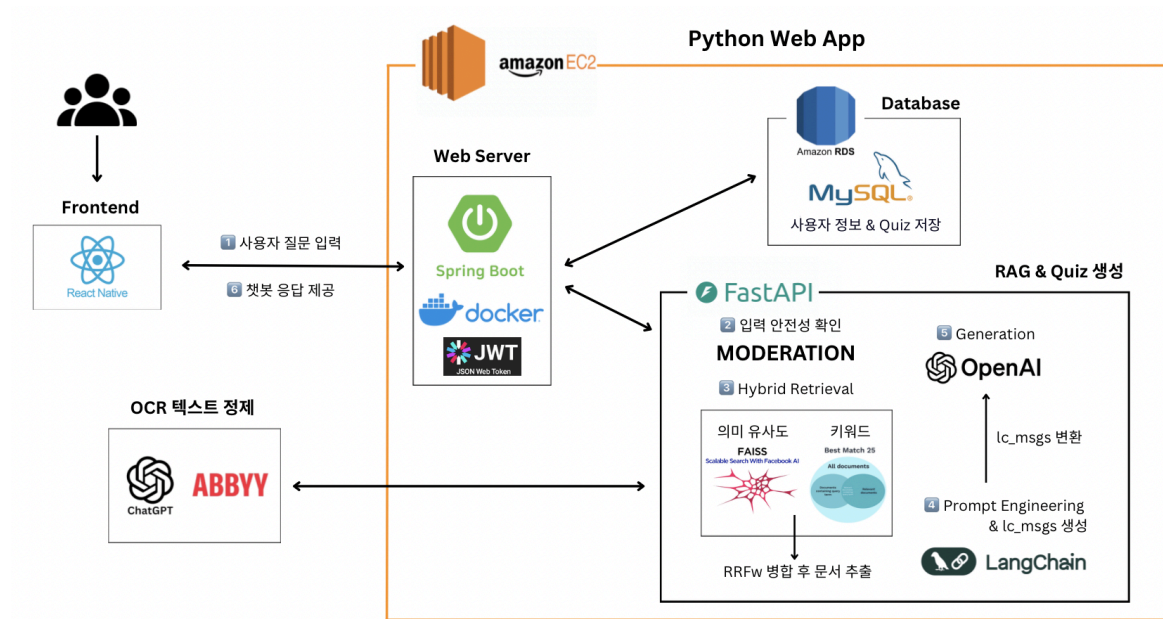 Python Web App
amazon EC2
Frontend
React Native
1 사용자 질문 입력
6 챗봇 응답 제공
Web Server
Spring Boot
docker
JWT
JSON Web Token
Database
Amazon RDS
MySQL®
사용자 정보 & Quiz 저장
OCR 텍스트 정제
ChatGPT
ABBYY
RAG & Quiz 생성
FastAPI
2 입력 안전성 확인
MODERATION
3 Hybrid Retrieval
의미 유사도
FAISS
Scalable Search With Facebook AI
키워드
Best Match 25
All documents
RRFw 병합 후 문서 추출
5 Generation
OpenAI
lc_msgs 변환
4 Prompt Engineering
& lc_msgs 생성
LangChain